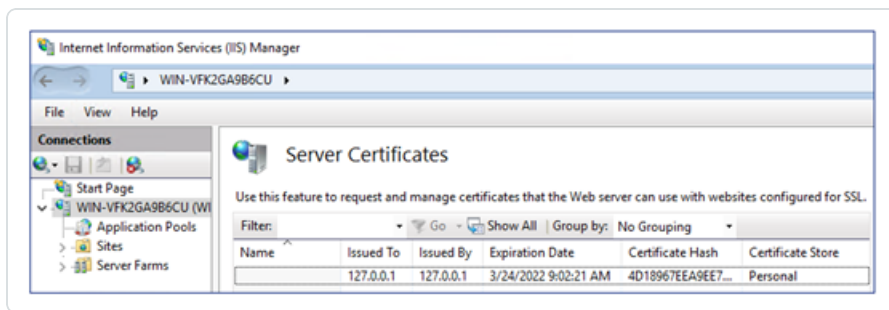 Internet Information Services (IIS) Manager
WIN-VFK2GA9B6CU
File View Help
Connections
Start Page
WIN-VFK2GA9B6CU (WI
Application Pools
Sites
Server Farms
Server Certificates
Use this feature to request and manage certificates that the Web server can use with websites configured for SSL.
Filter: Go Show All Group by: No Grouping
Name Issued To Issued By Expiration Date Certificate Hash Certificate Store
127.0.0.1 127.0.0.1 3/24/2022 9:02:21 AM 4D18967EEA9EE7... Personal